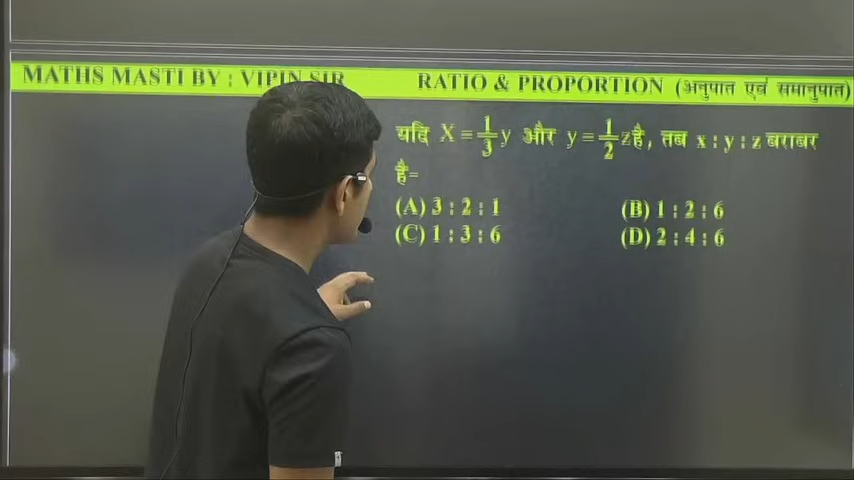 MATHS MASTI BY : VIPIN SIR RATIO & PROPORTION (अनुपात एवं समानुपात)
यदि X = 1/3 y और y = 1/2 z है, तब x : y : z बराबर
है=
(A) 3 : 2 : 1 (B) 1 : 2 : 6
(C) 1 : 3 : 6 (D) 2 : 4 : 6